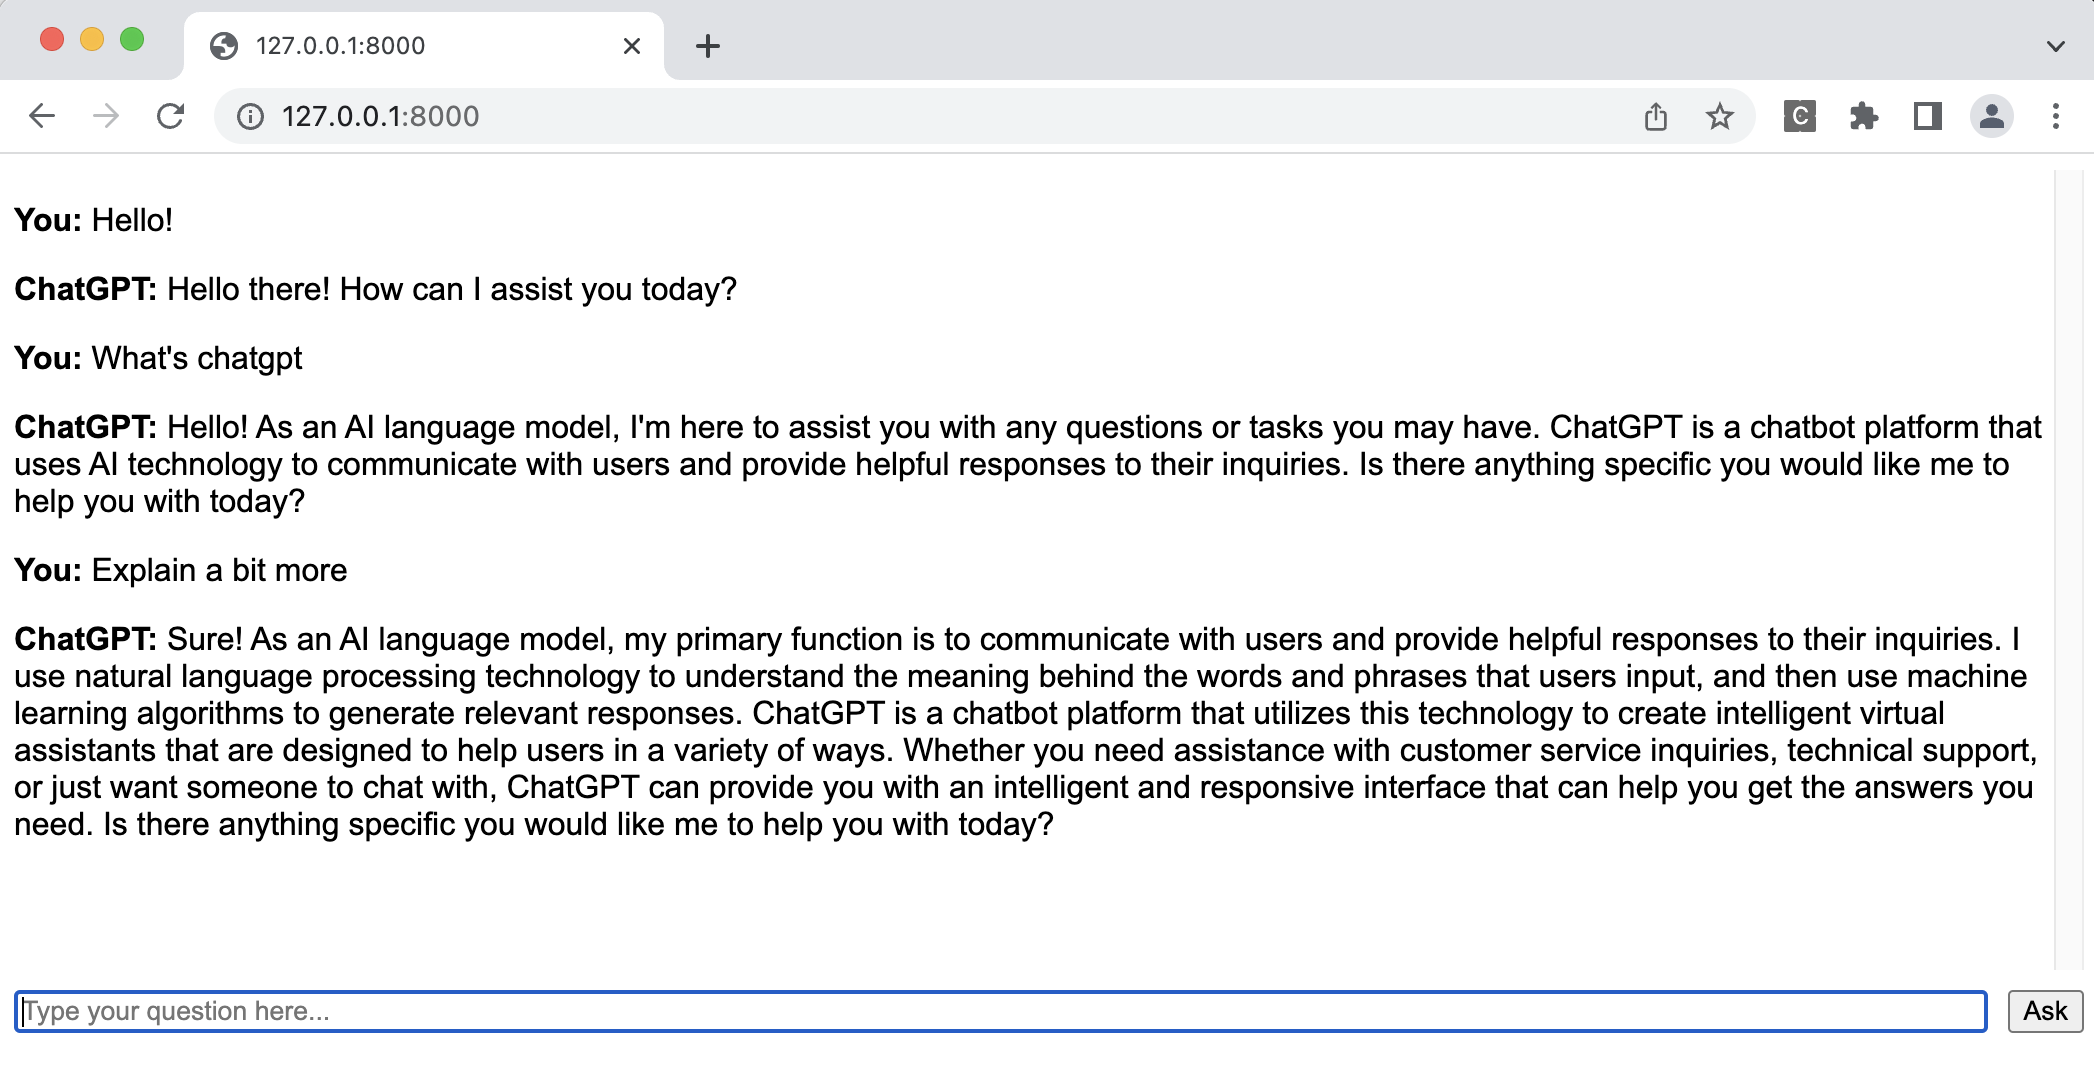 127.0.0.1:8000
127.0.0.1:8000
C
You: Hello!
ChatGPT: Hello there! How can I assist you today?
You: What's chatgpt
ChatGPT: Hello! As an AI language model, I'm here to assist you with any questions or tasks you may have. ChatGPT is a chatbot platform that
uses AI technology to communicate with users and provide helpful responses to their inquiries. Is there anything specific you would like me to
help you with today?
You: Explain a bit more
ChatGPT: Sure! As an AI language model, my primary function is to communicate with users and provide helpful responses to their inquiries. I
use natural language processing technology to understand the meaning behind the words and phrases that users input, and then use machine
learning algorithms to generate relevant responses. ChatGPT is a chatbot platform that utilizes this technology to create intelligent virtual
assistants that are designed to help users in a variety of ways. Whether you need assistance with customer service inquiries, technical support,
or just want someone to chat with, ChatGPT can provide you with an intelligent and responsive interface that can help you get the answers you
need. Is there anything specific you would like me to help you with today?
Type your question here...
Ask